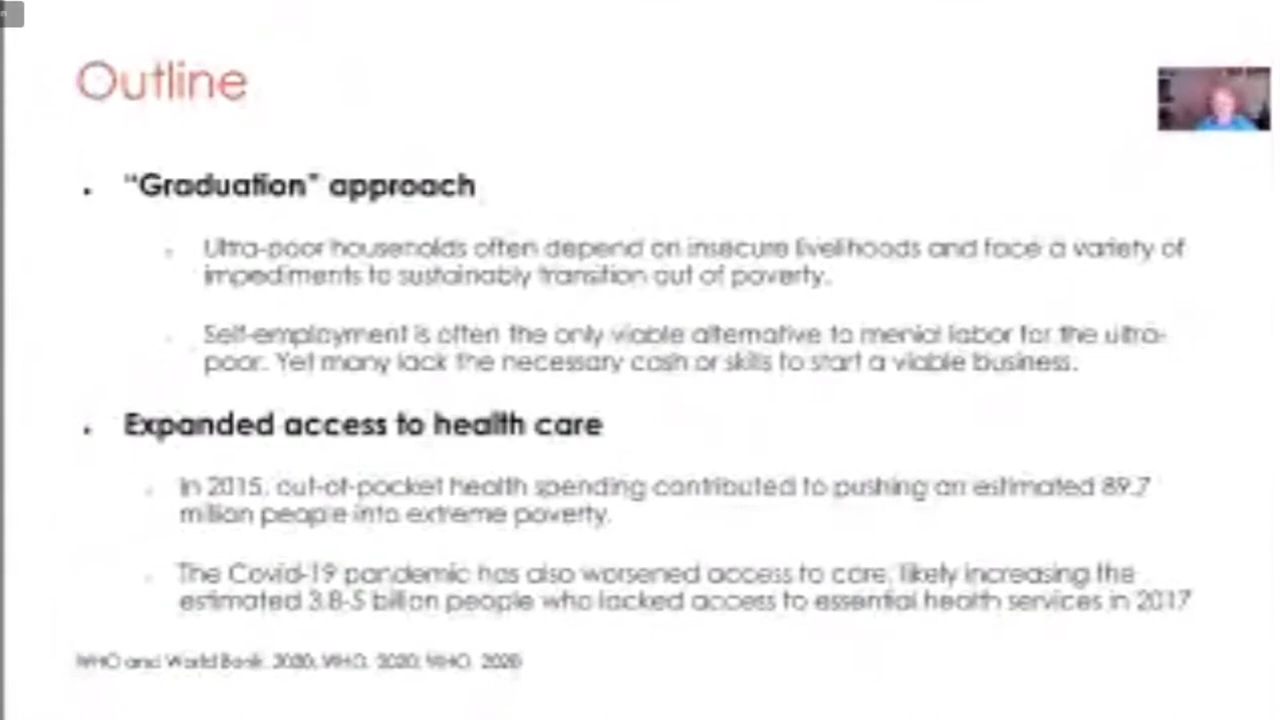 Outline
• "Graduation" approach
• Ultra-poor households often depend on insecure livelihoods and face a variety of
impediments to sustainably transition out of poverty.
• Self-employment is often the only viable alternative to menial labor for the ultra-
poor. Yet many lack the necessary cash or skills to start a viable business.
• Expanded access to health care
• In 2015, out-of-pocket health spending contributed to pushing an estimated 89.7
million people into extreme poverty.
• The Covid-19 pandemic has also worsened access to care, likely increasing the
estimated 3.8-5 billion people who lacked access to essential health services in 2017
WHO and World Bank, 2020; WHO, 2020; WHO, 2020